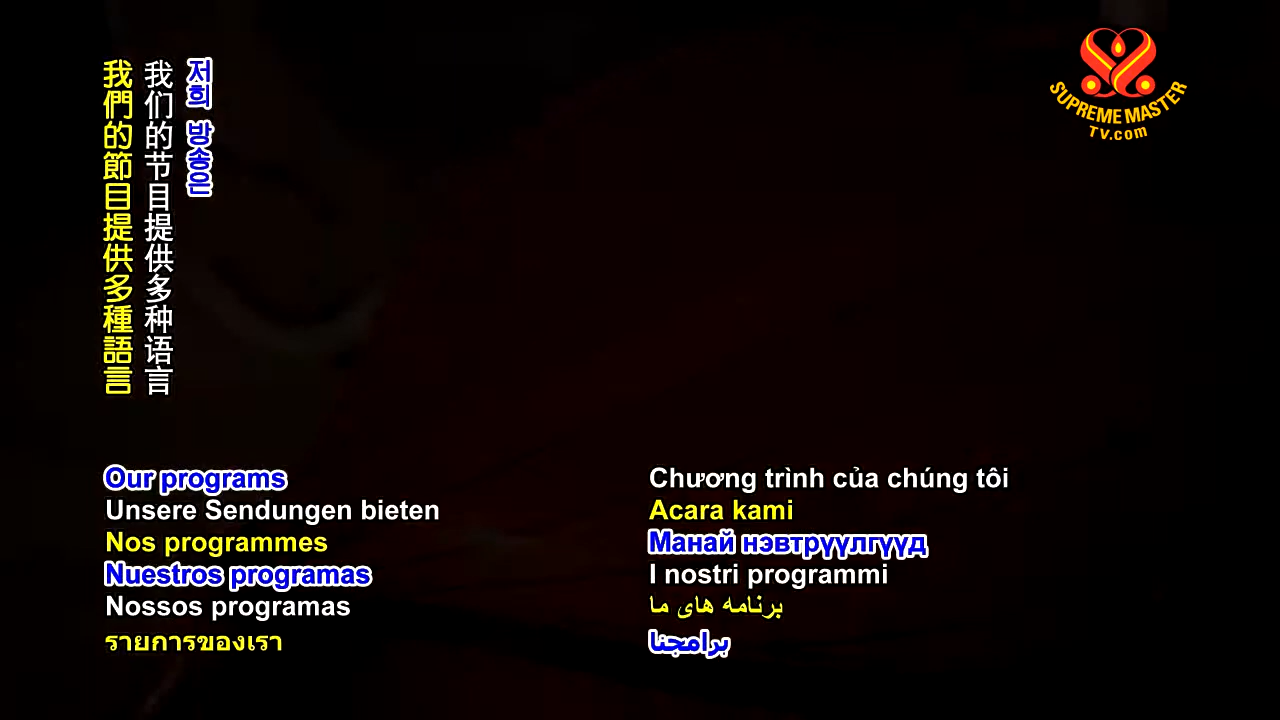 我們的節目提供多種語言
我们的节目提供多种语言
저희 방송은
SUPREME MASTER
TV.com
Our programs
Unsere Sendungen bieten
Nos programmes
Nuestros programas
Nossos programas
รายการของเรา
Chương trình của chúng tôi
Acara kami
Манай нэвтрүүлгүүд
I nostri programmi
برنامه های ما
برامجنا